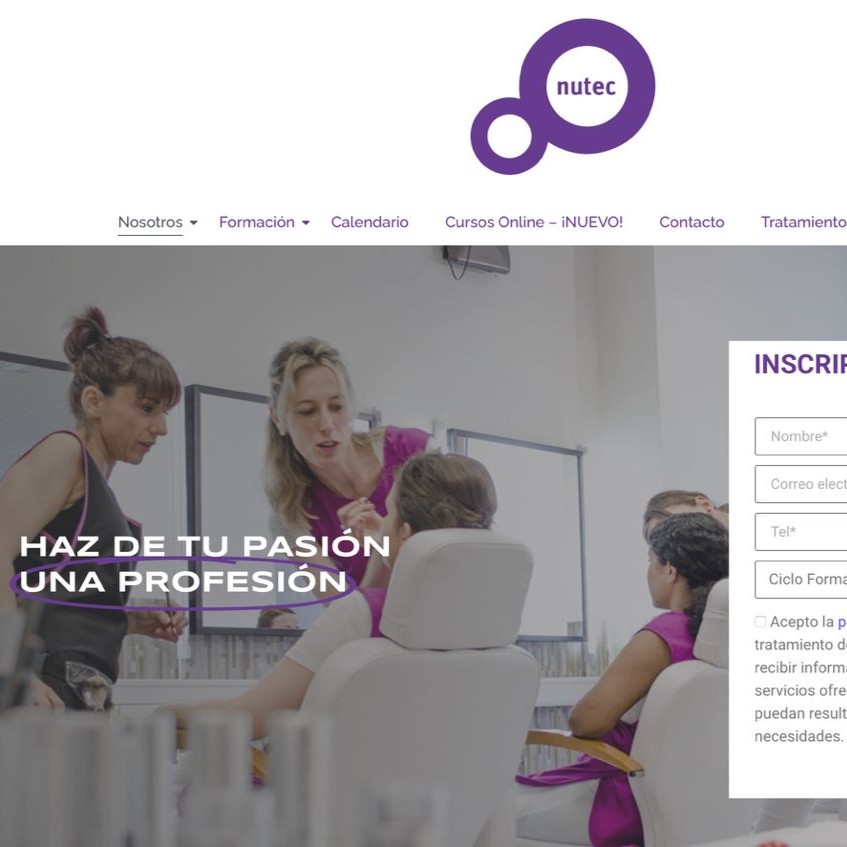 nutec
Nosotros Formación Calendario Cursos Online – ¡NUEVO! Contacto Tratamiento
INSCRIP
HAZ DE TU PASIÓN
UNA PROFESIÓN
Nombre*
Correo elect
Tel*
Ciclo Forma
Acepto la p
tratamiento d
recibir inform
servicios ofre
puedan result
necesidades.